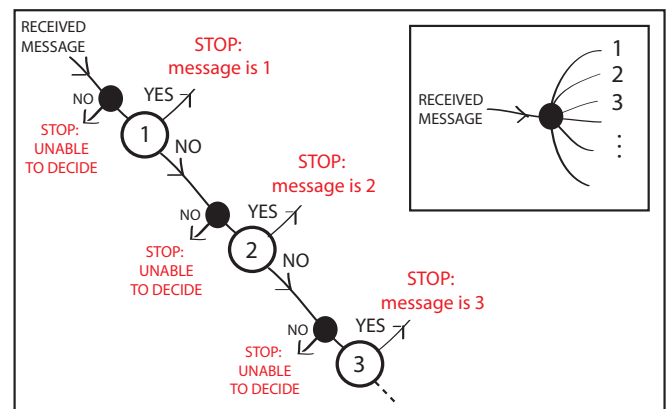 RECEIVED
MESSAGE
STOP:
message is 1
NO
YES
STOP:
UNABLE
TO DECIDE
1
NO
STOP:
message is 2
NO
YES
STOP:
UNABLE
TO DECIDE
2
NO
STOP:
message is 3
NO
YES
STOP:
UNABLE
TO DECIDE
3
RECEIVED
MESSAGE
1
2
3
⋮